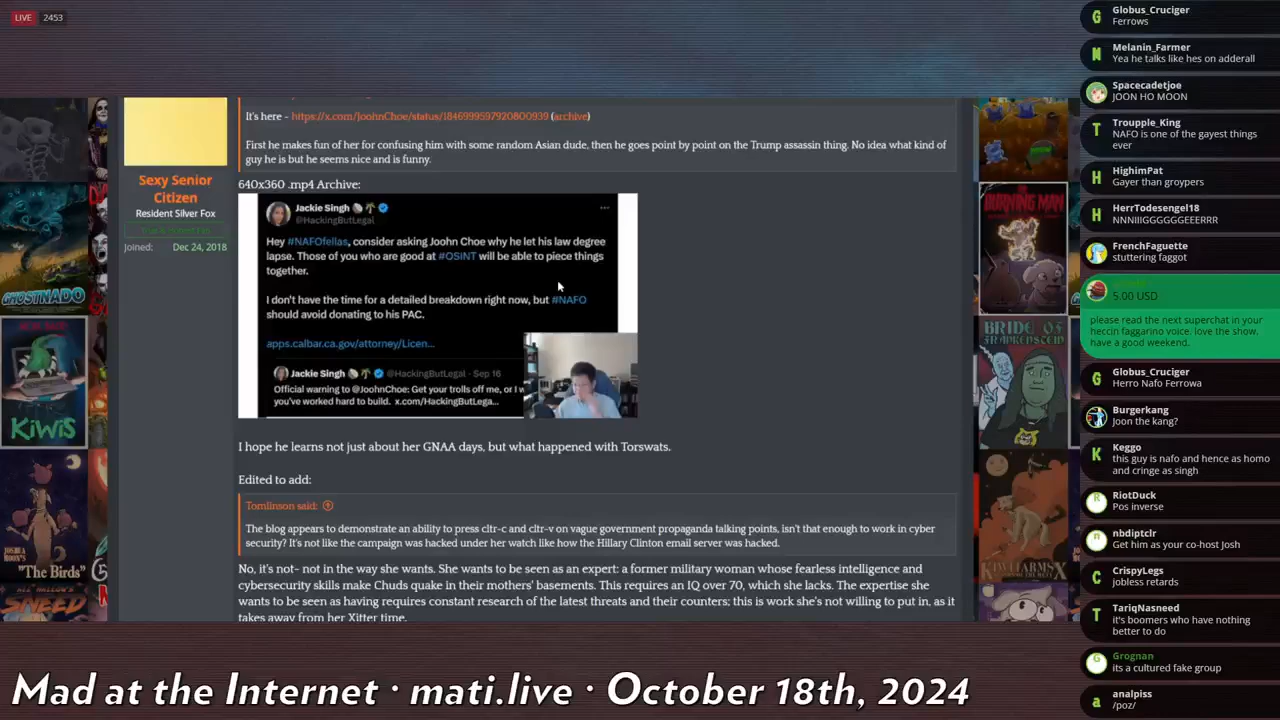 LIVE 2453
It's here - https://x.com/JoohnChoe/status/1846999597920800939 (archive)
First he makes fun of her for confusing him with some random Asian dude, then he goes point by point on the Trump assassin thing. No idea what kind of
guy he is but he seems nice and is funny.
Sexy Senior
Citizen
Resident Silver Fox
Joined: Dec 24, 2018
640x360 .mp4 Archive:
Jackie Singh
@HackingButLegal
Hey #NAFOfellas, consider asking Joohn Choe why he let his law degree
lapse. Those of you who are good at #OSINT will be able to piece things
together.
I don't have the time for a detailed breakdown right now, but #NAFO
should avoid donating to his PAC.
apps.calbar.ca.gov/attorney/Licen...
Jackie Singh @HackingButLegal · Sep 16
Official warning to @JoohnChoe: Get your trolls off me, or I w
you've worked hard to build. x.com/HackingButLega...
I hope he learns not just about her GNAA days, but what happened with Torswats.
Edited to add:
Tomlinson said:
The blog appears to demonstrate an ability to press cltr-c and cltr-v on vague government propaganda talking points, isn't that enough to work in cyber
security? It's not like the campaign was hacked under her watch like how the Hillary Clinton email server was hacked.
No, it's not- not in the way she wants. She wants to be seen as an expert: a former military woman whose fearless intelligence and
cybersecurity skills make Chuds quake in their mothers' basements. This requires an IQ over 70, which she lacks. The expertise she
wants to be seen as having requires constant research of the latest threats and their counters; this is work she's not willing to put in, as it
takes away from her Xitter time.
GHOSTNADO
KiWiS
JOSHUA
MOON'S
"The Birds"
SNEED
THE
BURNING MAN
BRIDE OF
FRANKENSTEIN
KIWIFARMS
Globus_Cruciger
Ferrows
Melanin_Farmer
Yea he talks like hes on adderall
Spacecadetjoe
JOON HO MOON
Troupple_King
NAFO is one of the gayest things
ever
HighimPat
Gayer than groypers
HerrTodesengel18
NNNIIIGGGGGGEEERRR
FrenchFaguette
stuttering faggot
5.00 USD
please read the next superchat in your
heccin faggarino voice. love the show.
have a good weekend.
Globus_Cruciger
Herro Nafo Ferrowa
Burgerkang
Joon the kang?
Keggo
this guy is nafo and hence as homo
and cringe as singh
RiotDuck
Pos inverse
nbdiptclr
Get him as your co-host Josh
CrispyLegs
Jobless retards
TariqNasneed
it's boomers who have nothing
better to do
Grognan
its a cultured fake group
analpiss
/poz/
Mad at the Internet · mati.live · October 18th, 2024